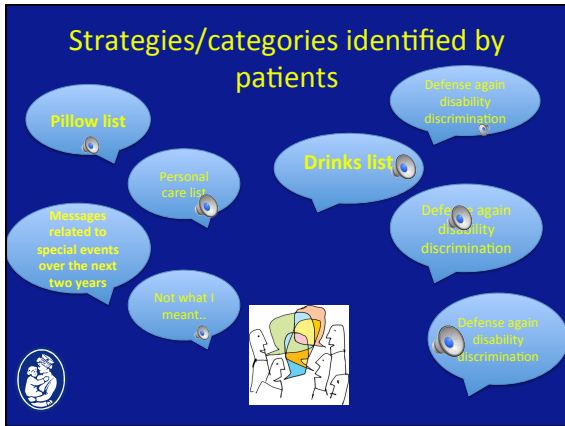 Strategies/categories identified by
patients
Pillow list
Personal
care list
Messages
related to
special events
over the next
two years
Not what I
meant..
Drinks list
Defense again
disability
discrimination
Defense again
disability
discrimination
Defense again
disability
discrimination